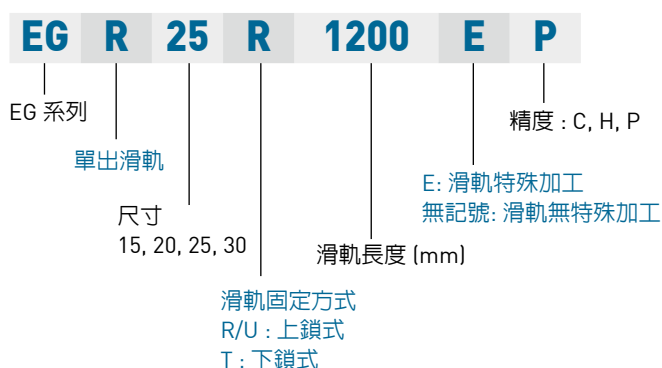 EG R 25 R 1200 E P
EG 系列
精度 : C, H, P
單出滑軌
E: 滑軌特殊加工
無記號: 滑軌無特殊加工
尺寸
15, 20, 25, 30
滑軌長度 (mm)
滑軌固定方式
R/U : 上鎖式
T : 下鎖式